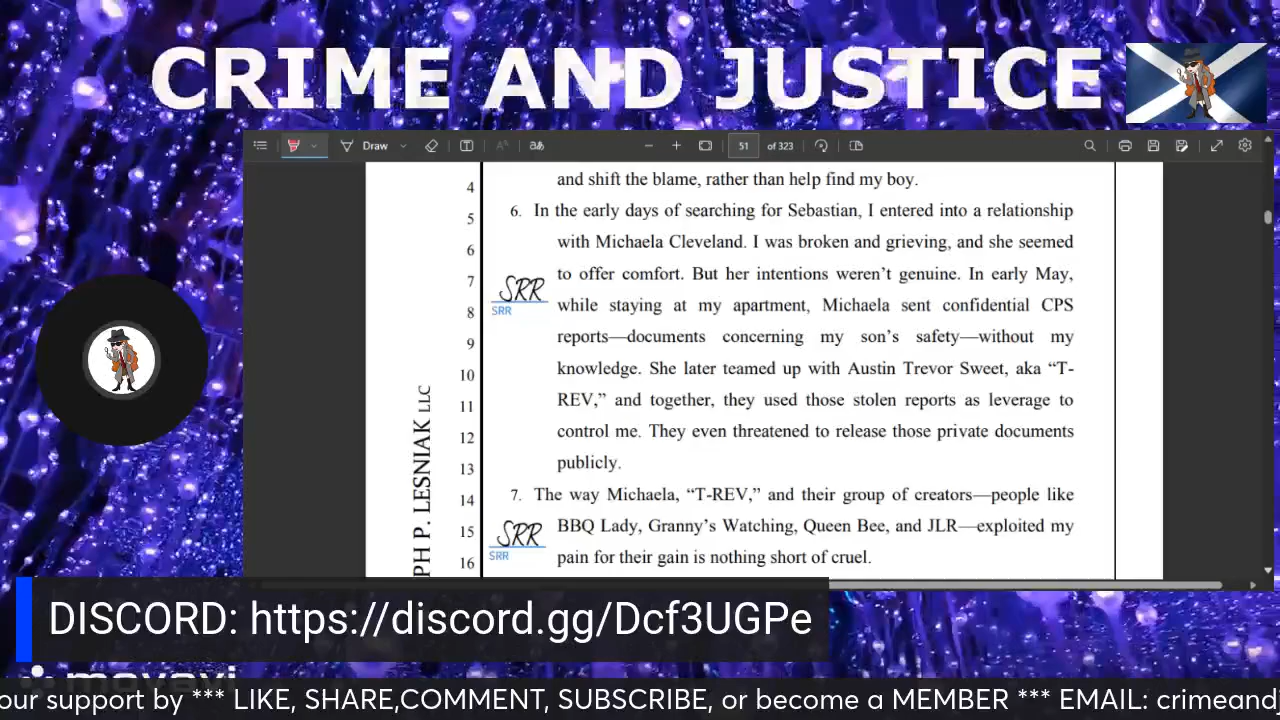 CRIME AND JUSTICE
Draw
51 of 323
4 and shift the blame, rather than help find my boy.
5 6. In the early days of searching for Sebastian, I entered into a relationship
6 with Michaela Cleveland. I was broken and grieving, and she seemed
7 SRR to offer comfort. But her intentions weren’t genuine. In early May,
8 SRR while staying at my apartment, Michaela sent confidential CPS
9 reports—documents concerning my son’s safety—without my
10 knowledge. She later teamed up with Austin Trevor Sweet, aka “T-
11 REV,” and together, they used those stolen reports as leverage to
12 control me. They even threatened to release those private documents
13 publicly.
14 7. The way Michaela, “T-REV,” and their group of creators—people like
15 SRR BBQ Lady, Granny’s Watching, Queen Bee, and JLR—exploited my
16 SRR pain for their gain is nothing short of cruel.
PH P. LESNIAK LLC
DISCORD: https://discord.gg/Dcf3UGPe
movavi
our support by *** LIKE, SHARE,COMMENT, SUBSCRIBE, or become a MEMBER *** EMAIL: crimeand